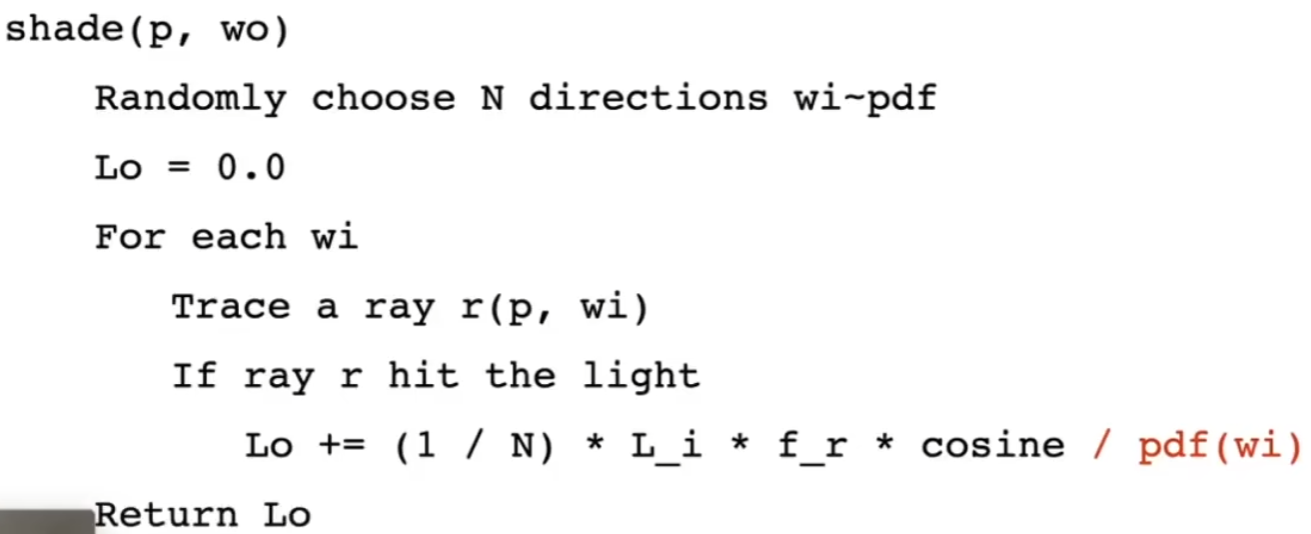 shade(p, wo)
Randomly choose N directions wi~pdf
Lo = 0.0
For each wi
Trace a ray r(p, wi)
If ray r hit the light
Lo += (1 / N) * L_i * f_r * cosine / pdf(wi)
Return Lo